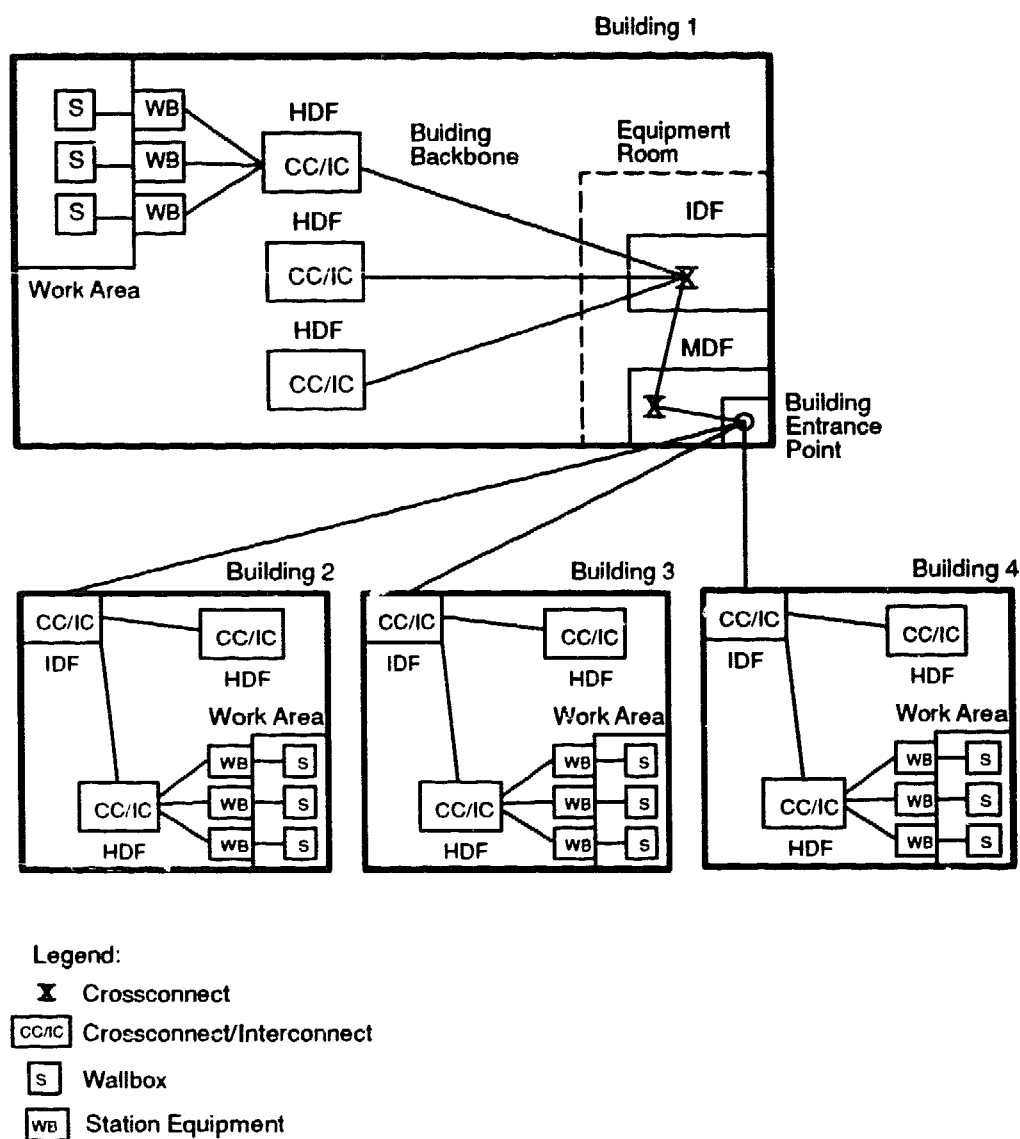 Building 1
S WB
S WB
S WB
HDF
CC/IC
Buiding
Backbone
Equipment
Room
IDF
HDF
CC/IC
Work Area
HDF
CC/IC
MDF
Building
Entrance
Point
Building 2
CC/IC
IDF
CC/IC
HDF
Work Area
WB S
WB S
WB S
CC/IC
HDF
Building 3
CC/IC
IDF
CC/IC
HDF
Work Area
WB S
WB S
WB S
CC/IC
HDF
Building 4
CC/IC
IDF
CC/IC
HDF
Work Area
WB S
WB S
WB S
CC/IC
HDF
Legend:
X Crossconnect
CC/IC Crossconnect/Interconnect
S Wallbox
WB Station Equipment